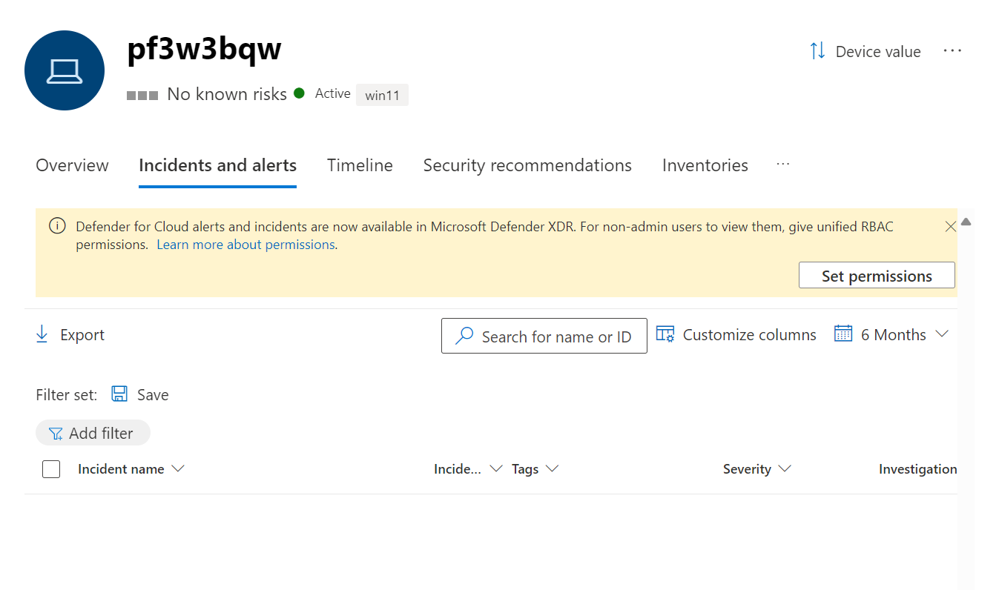 pf3w3bqw
Device value
No known risks Active win11
Overview Incidents and alerts Timeline Security recommendations Inventories ...
Defender for Cloud alerts and incidents are now available in Microsoft Defender XDR. For non-admin users to view them, give unified RBAC
permissions. Learn more about permissions.
Set permissions
Export Search for name or ID Customize columns 6 Months
Filter set: Save
Add filter
Incident name Incide... Tags Severity Investigation